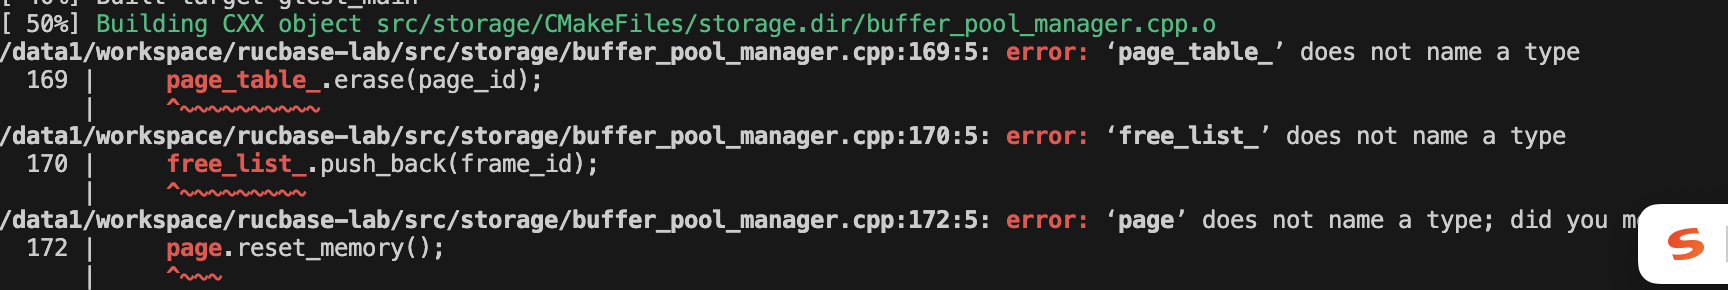 [ 50%] Building CXX object src/storage/CMakeFiles/storage.dir/buffer_pool_manager.cpp.o
/data1/workspace/rucbase-lab/src/storage/buffer_pool_manager.cpp:169:5: error: ‘page_table_’ does not name a type
169 |     page_table_.erase(page_id);
|     ^~~~~~~~~~~
/data1/workspace/rucbase-lab/src/storage/buffer_pool_manager.cpp:170:5: error: ‘free_list_’ does not name a type
170 |     free_list_.push_back(frame_id);
|     ^~~~~~~~~~
/data1/workspace/rucbase-lab/src/storage/buffer_pool_manager.cpp:172:5: error: ‘page’ does not name a type; did you
172 |     page.reset_memory();
|     ^~~~